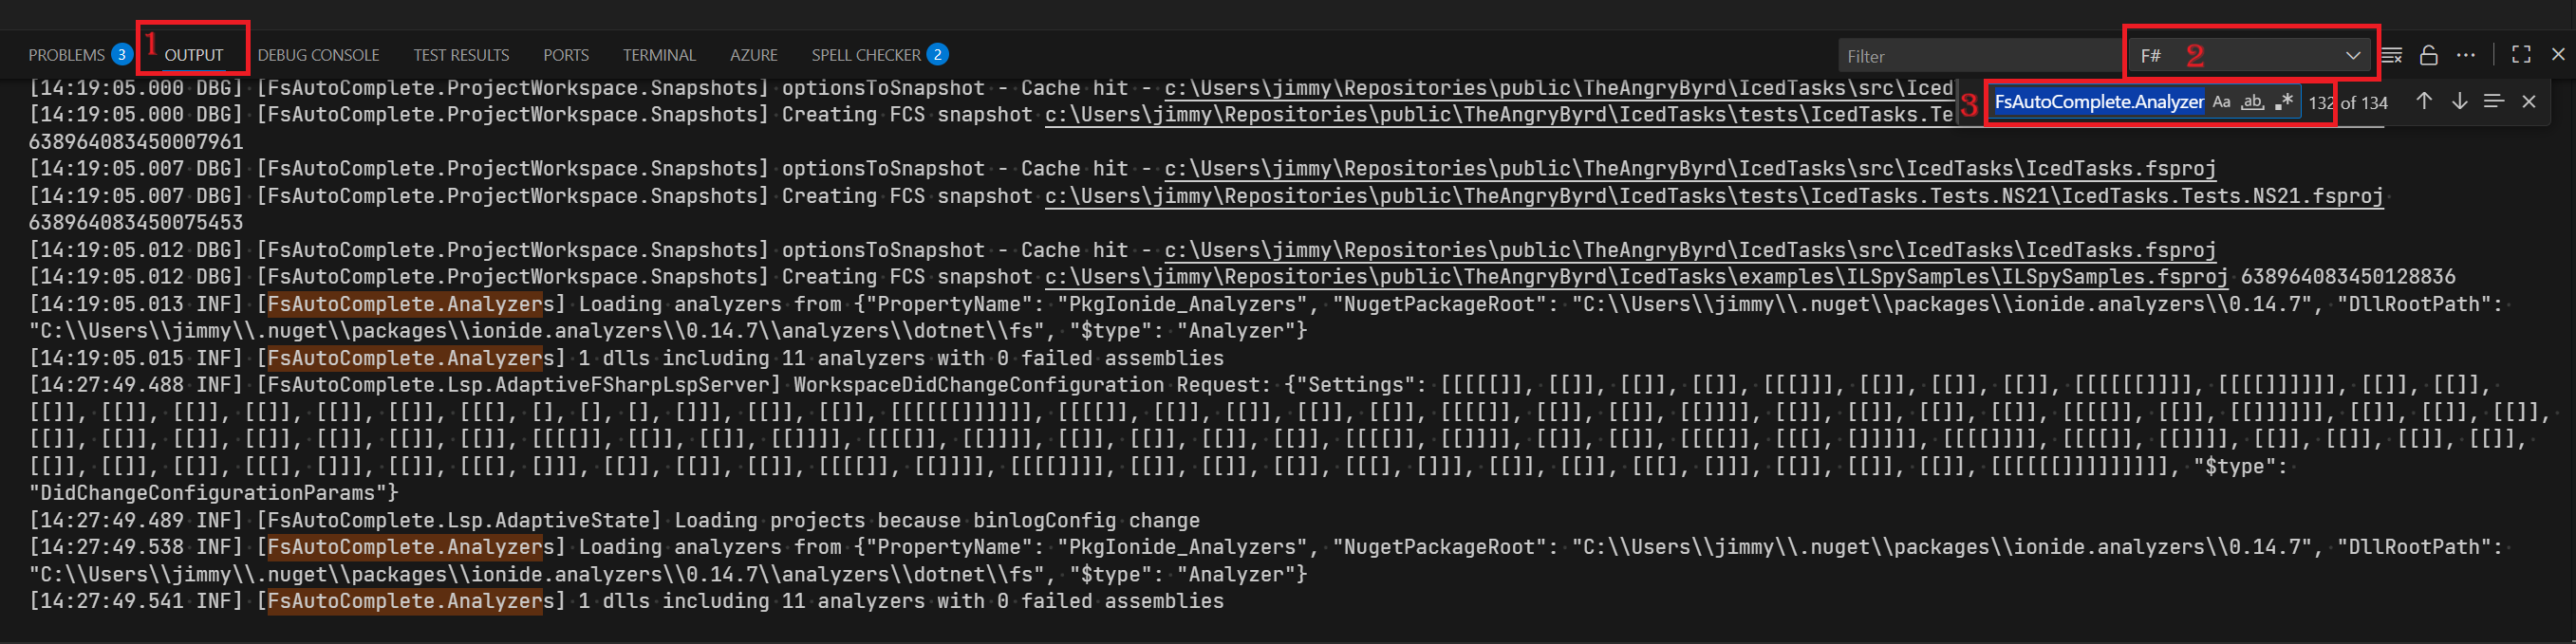 PROBLEMS 3 1 OUTPUT DEBUG CONSOLE TEST RESULTS PORTS TERMINAL AZURE SPELL CHECKER 2 Filter F# 2
3 FsAutoComplete.Analyzer Aa ab 132 of 134
[14:19:05.000 DBG] [FsAutoComplete.ProjectWorkspace.Snapshots] optionsToSnapshot - Cache hit - c:\Users\jimmy\Repositories\public\TheAngryByrd\IcedTasks\src\Iced
[14:19:05.000 DBG] [FsAutoComplete.ProjectWorkspace.Snapshots] Creating FCS snapshot c:\Users\jimmy\Repositories\public\TheAngryByrd\IcedTasks\tests\IcedTasks.Te
638964083450007961
[14:19:05.007 DBG] [FsAutoComplete.ProjectWorkspace.Snapshots] optionsToSnapshot - Cache hit - c:\Users\jimmy\Repositories\public\TheAngryByrd\IcedTasks\src\IcedTasks\IcedTasks.fsproj
[14:19:05.007 DBG] [FsAutoComplete.ProjectWorkspace.Snapshots] Creating FCS snapshot c:\Users\jimmy\Repositories\public\TheAngryByrd\IcedTasks\tests\IcedTasks.Tests.NS21\IcedTasks.Tests.NS21.fsproj
638964083450075453
[14:19:05.012 DBG] [FsAutoComplete.ProjectWorkspace.Snapshots] optionsToSnapshot - Cache hit - c:\Users\jimmy\Repositories\public\TheAngryByrd\IcedTasks\src\IcedTasks\IcedTasks.fsproj
[14:19:05.012 DBG] [FsAutoComplete.ProjectWorkspace.Snapshots] Creating FCS snapshot c:\Users\jimmy\Repositories\public\TheAngryByrd\IcedTasks\examples\ILSpySamples\ILSpySamples.fsproj 638964083450128836
[14:19:05.013 INF] [FsAutoComplete.Analyzers] Loading analyzers from {"PropertyName": "PkgIonide_Analyzers", "NugetPackageRoot": "C:\\Users\\jimmy\\.nuget\\packages\\ionide.analyzers\\0.14.7", "DllRootPath":
"C:\\Users\\jimmy\\.nuget\\packages\\ionide.analyzers\\0.14.7\\analyzers\\dotnet\\fs", "$type": "Analyzer"}
[14:19:05.015 INF] [FsAutoComplete.Analyzers] 1 dlls including 11 analyzers with 0 failed assemblies
[14:27:49.488 INF] [FsAutoComplete.Lsp.AdaptiveFSharpLspServer] WorkspaceDidChangeConfiguration Request: {"Settings": [[[[[]], [[]], [[]], [[]], [[[]]], [[]], [[]], [[]], [[[[[]]]], [[[[]]]]]], [[]], [[]],
[[]], [[]], [[]], [[]], [[]], [[]], [[[], [], [], [], []]], [[]], [[]], [[[[[[]]]]]], [[[[]], [[]], [[]], [[]], [[]], [[[[]], [[]], [[]], [[]]]], [[]], [[]], [[]], [[]], [[[[]], [[]], [[]]]]]], [[]], [[]], [[]],
[[]], [[]], [[]], [[]], [[]], [[]], [[]], [[[[]], [[]], [[]], [[]]]], [[[[]], [[]]]], [[]], [[]], [[]], [[]], [[[[]], [[]]]], [[]], [[]], [[[[]], [[[], []]]]], [[[[]]]], [[[[]], [[]]]], [[]], [[]], [[]], [[]],
[[]], [[]], [[]], [[[], []]], [[]], [[[], []]], [[]], [[]], [[]], [[[[]], [[]]]], [[[[]]]], [[]], [[]], [[]], [[[], []]], [[]], [[]], [[[], []]], [[]], [[]], [[]], [[[[[[]]]]]]]]], "$type":
"DidChangeConfigurationParams"}
[14:27:49.489 INF] [FsAutoComplete.Lsp.AdaptiveState] Loading projects because binlogConfig change
[14:27:49.538 INF] [FsAutoComplete.Analyzers] Loading analyzers from {"PropertyName": "PkgIonide_Analyzers", "NugetPackageRoot": "C:\\Users\\jimmy\\.nuget\\packages\\ionide.analyzers\\0.14.7", "DllRootPath":
"C:\\Users\\jimmy\\.nuget\\packages\\ionide.analyzers\\0.14.7\\analyzers\\dotnet\\fs", "$type": "Analyzer"}
[14:27:49.541 INF] [FsAutoComplete.Analyzers] 1 dlls including 11 analyzers with 0 failed assemblies